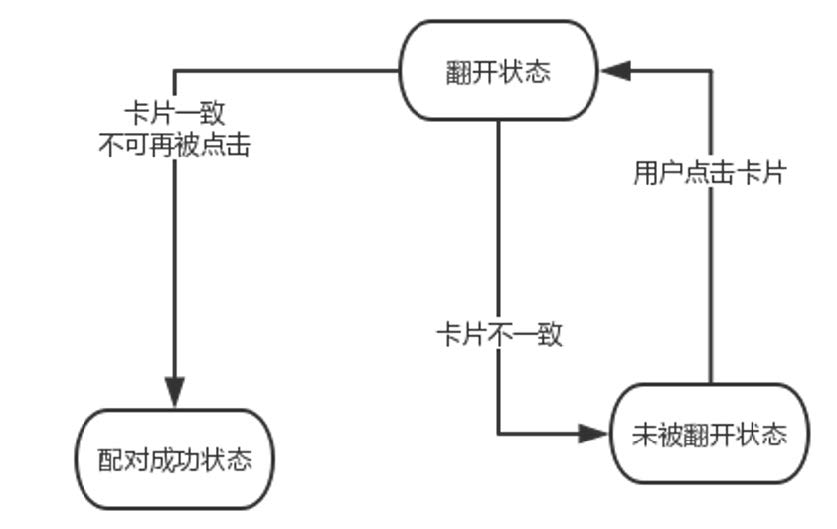 翻开状态
卡片一致
不可再被点击
用户点击卡片
卡片不一致
未被翻开状态
配对成功状态